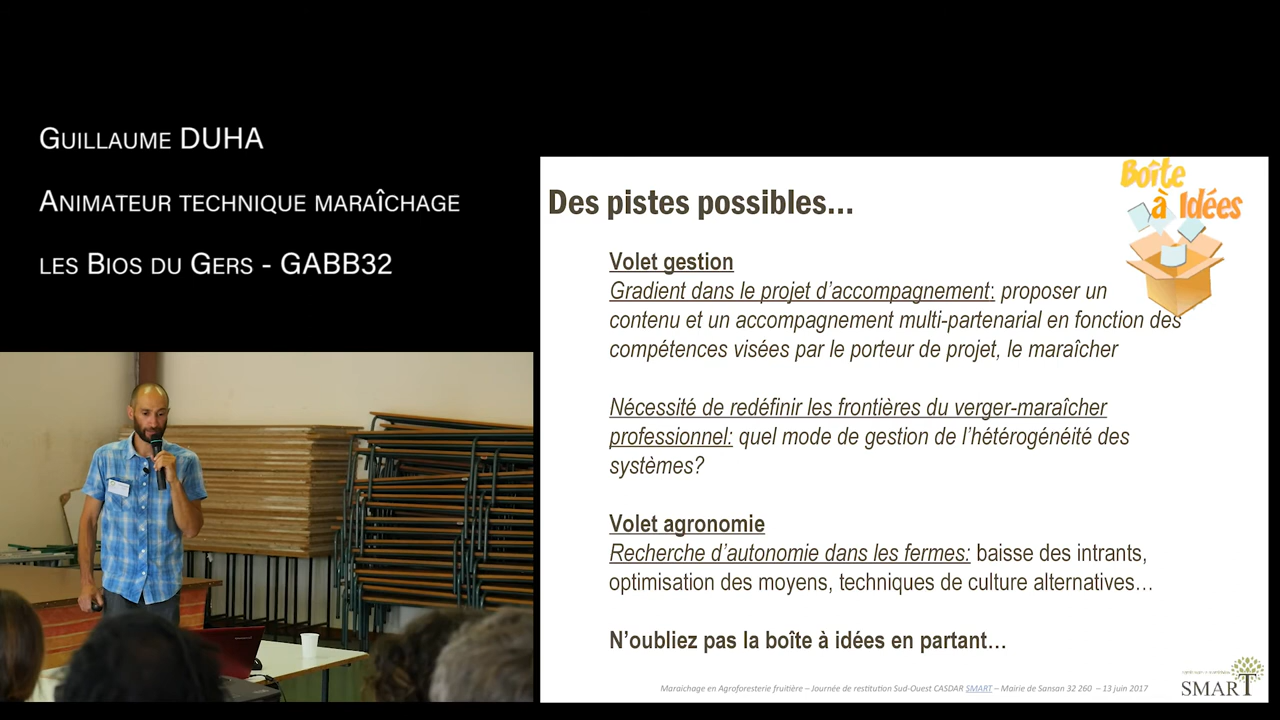 Guillaume DUHA
Animateur technique maraîchage
les Bios du Gers - GABB32
Boîte
à Idées
Des pistes possibles...
Volet gestion
Gradient dans le projet d’accompagnement: proposer un
contenu et un accompagnement multi-partenarial en fonction des
compétences visées par le porteur de projet, le maraîcher
Nécessité de redéfinir les frontières du verger-maraîcher
professionnel: quel mode de gestion de l’hétérogénéité des
systèmes?
Volet agronomie
Recherche d’autonomie dans les fermes: baisse des intrants,
optimisation des moyens, techniques de culture alternatives…
N’oubliez pas la boîte à idées en partant…
Maraichage en Agroforesterie fruitière – Journée de restitution Sud-Ouest CASDAR SMART – Mairie de Sansan 32 260 – 13 juin 2017
SMART